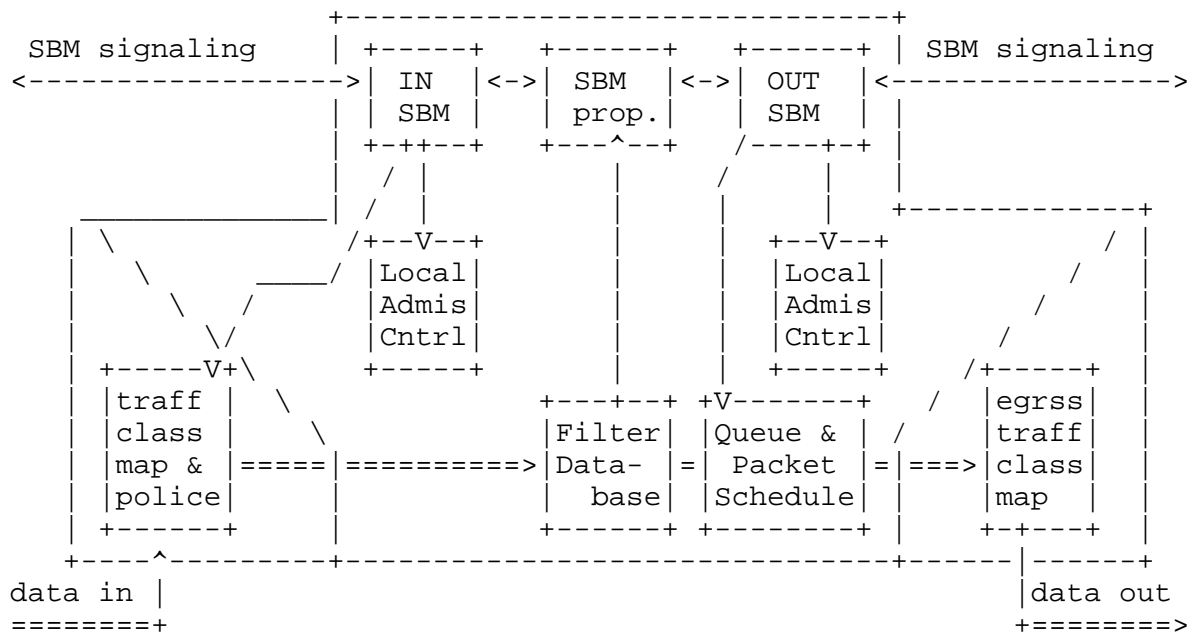 SBM signaling SBM signaling
IN SBM OUT
SBM prop. SBM
Local Local
Admis Admis
Cntrl Cntrl
traff egrss
class Filter Queue & traff
map & Data- Packet class
police base Schedule map
data in data out